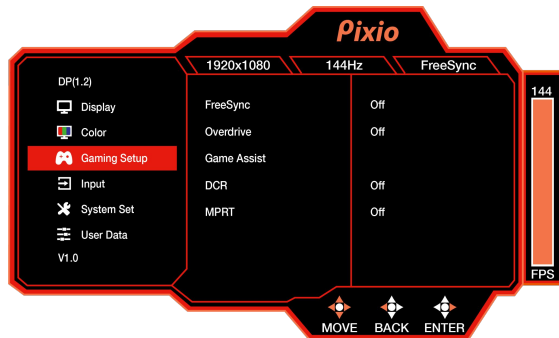 Pixio
1920x1080 144Hz FreeSync
DP(1.2)
Display
Color
Gaming Setup
Input
System Set
User Data
V1.0
FreeSync Off
Overdrive Off
Game Assist
DCR Off
MPRT Off
144
FPS
MOVE BACK ENTER